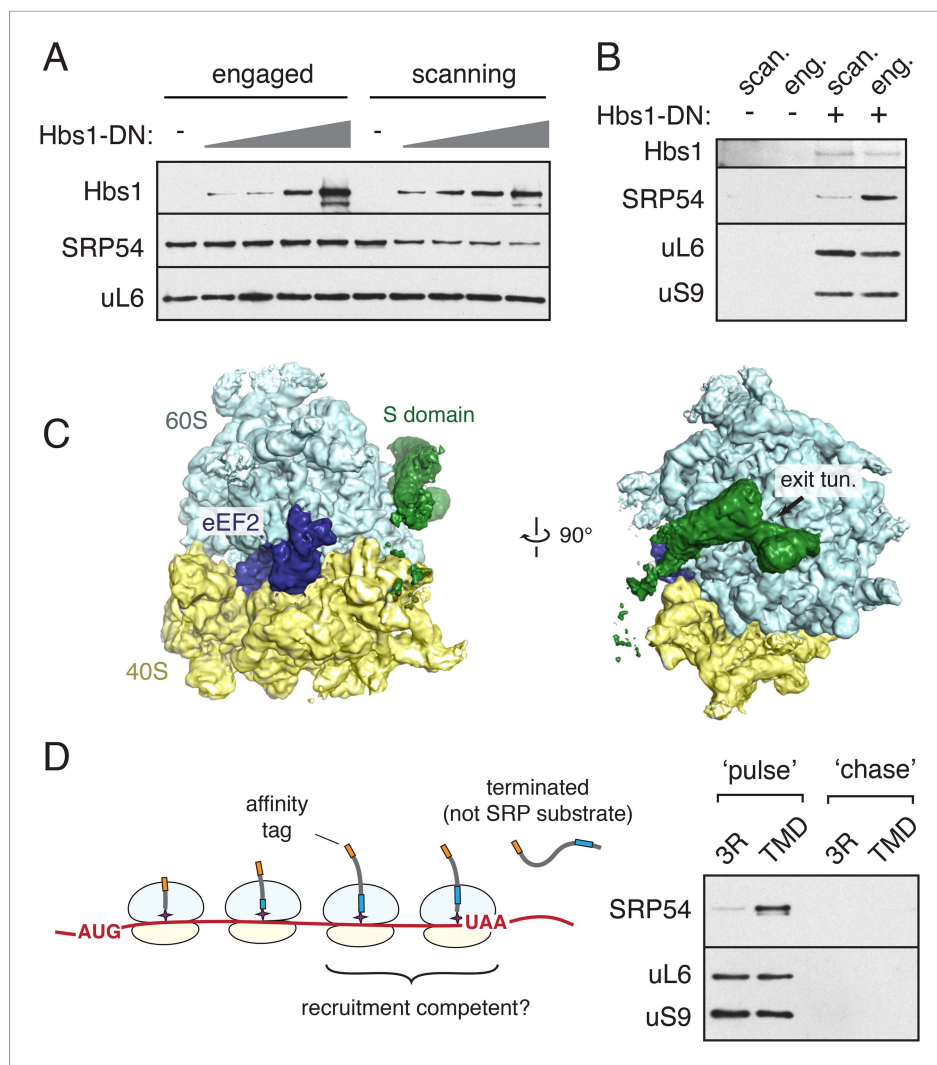 A
engaged
scanning
Hbs1-DN:
-
-
Hbs1
SRP54
uL6
B
scan.
eng.
scan.
eng.
Hbs1-DN:
-
-
+
+
Hbs1
SRP54
uL6
uS9
C
60S
S domain
eEF2
40S
90°
exit tun.
D
affinity
tag
terminated
(not SRP substrate)
AUG
UAA
recruitment competent?
'pulse'
'chase'
3R
TMD
3R
TMD
SRP54
uL6
uS9